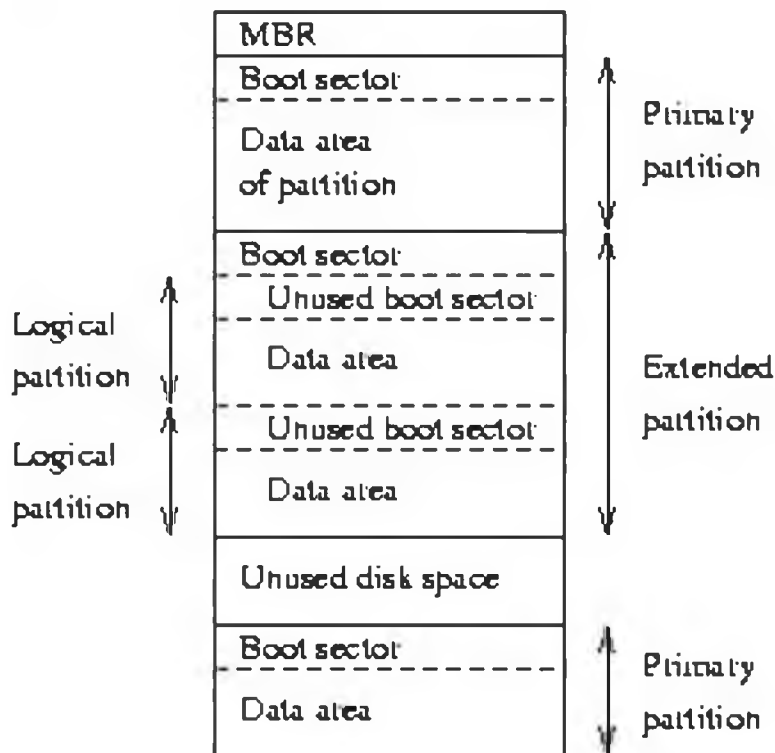 MBR
Boot sector
Data area
of partition
Primary
partition
Boot sector
Unused boot sector
Data area
Logical
partition
Unused boot sector
Data area
Logical
partition
Extended
partition
Unused disk space
Boot sector
Data area
Primary
partition